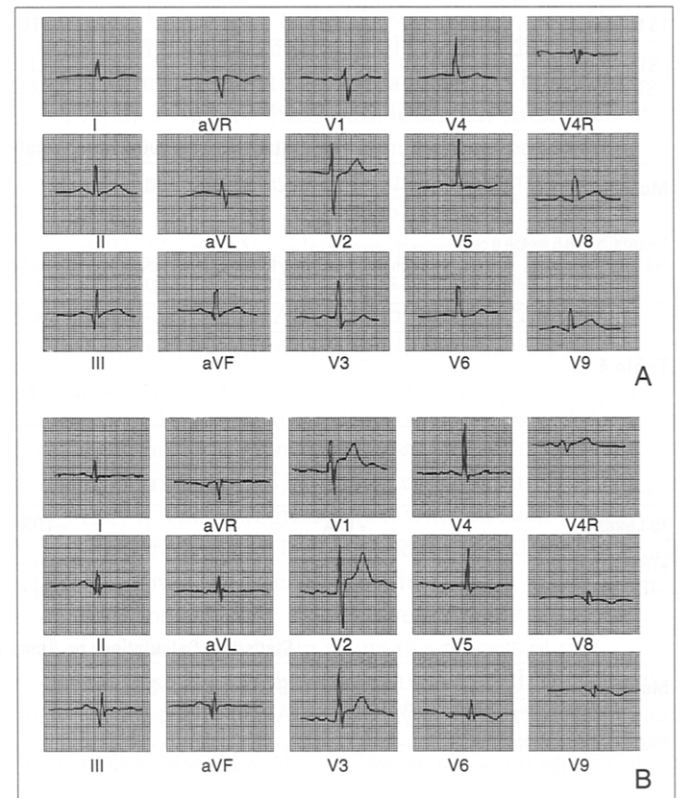 I aVR V1 V4 V4R
II aVL V2 V5 V8
III aVF V3 V6 V9
A
I aVR V1 V4 V4R
II aVL V2 V5 V8
III aVF V3 V6 V9
B